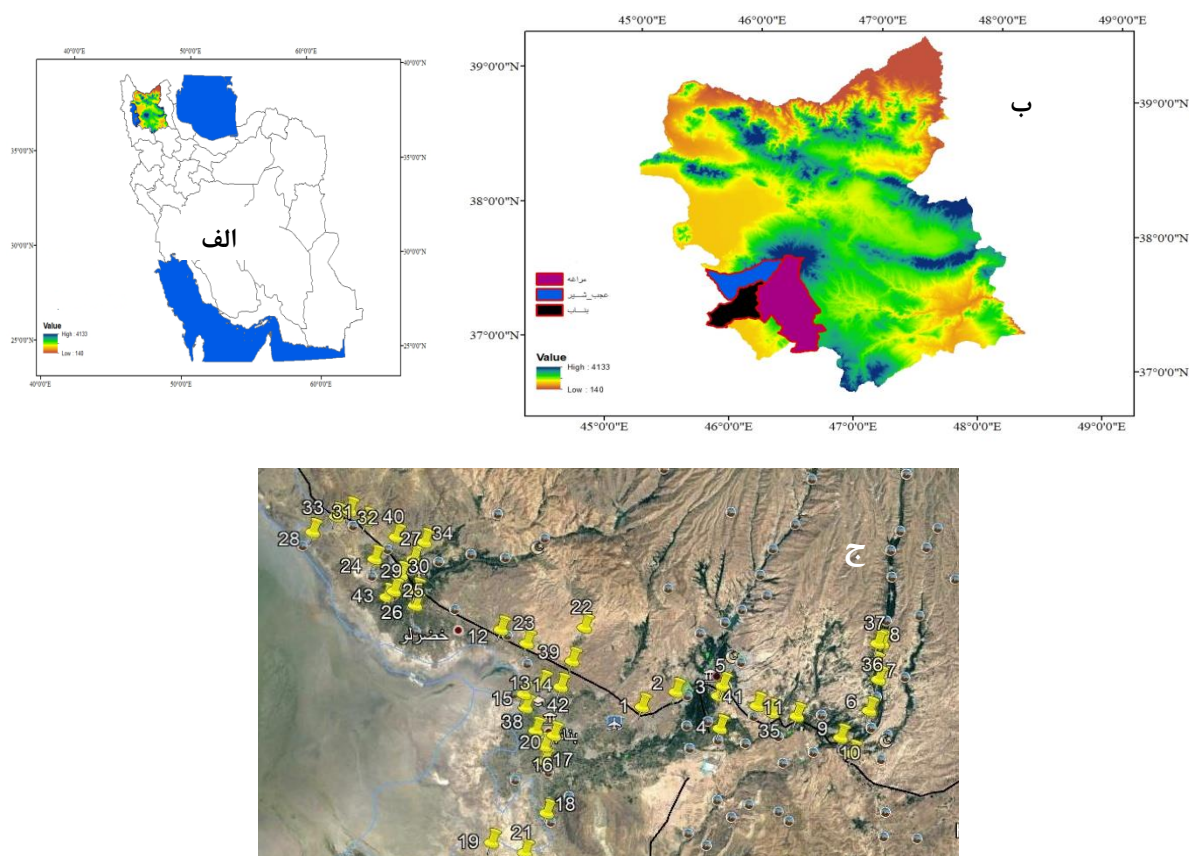 40°0'0"E
50°0'0"E
60°0'0"E
40°0'0"N
35°0'0"N
35°0'0"N
30°0'0"N
30°0'0"N
25°0'0"N
25°0'0"N
الف
Value
High : 4133
Low : 140
40°0'0"E
50°0'0"E
60°0'0"E
45°0'0"E
46°0'0"E
47°0'0"E
48°0'0"E
49°0'0"E
39°0'0"N
39°0'0"N
ب
38°0'0"N
38°0'0"N
مراغه
عجب_شیر
بناب
37°0'0"N
37°0'0"N
Value
High : 4133
Low : 140
45°0'0"E
46°0'0"E
47°0'0"E
48°0'0"E
49°0'0"E
33
31
32
40
28
27
34
ج
24
29
30
43
25
26
خضرلو
12
23
22
37
8
39
36
7
13
14
2
5
3
41
15
42
1
6
38
4
11
35
9
20
بناب
10
16
17
18
19
21